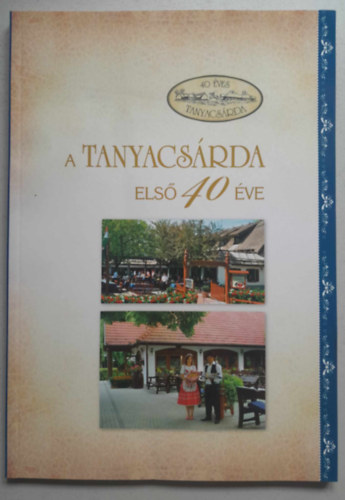 40 ÉVES
TANYACSÁRDA
A TANYACSÁRDA
ELSŐ 40 ÉVE